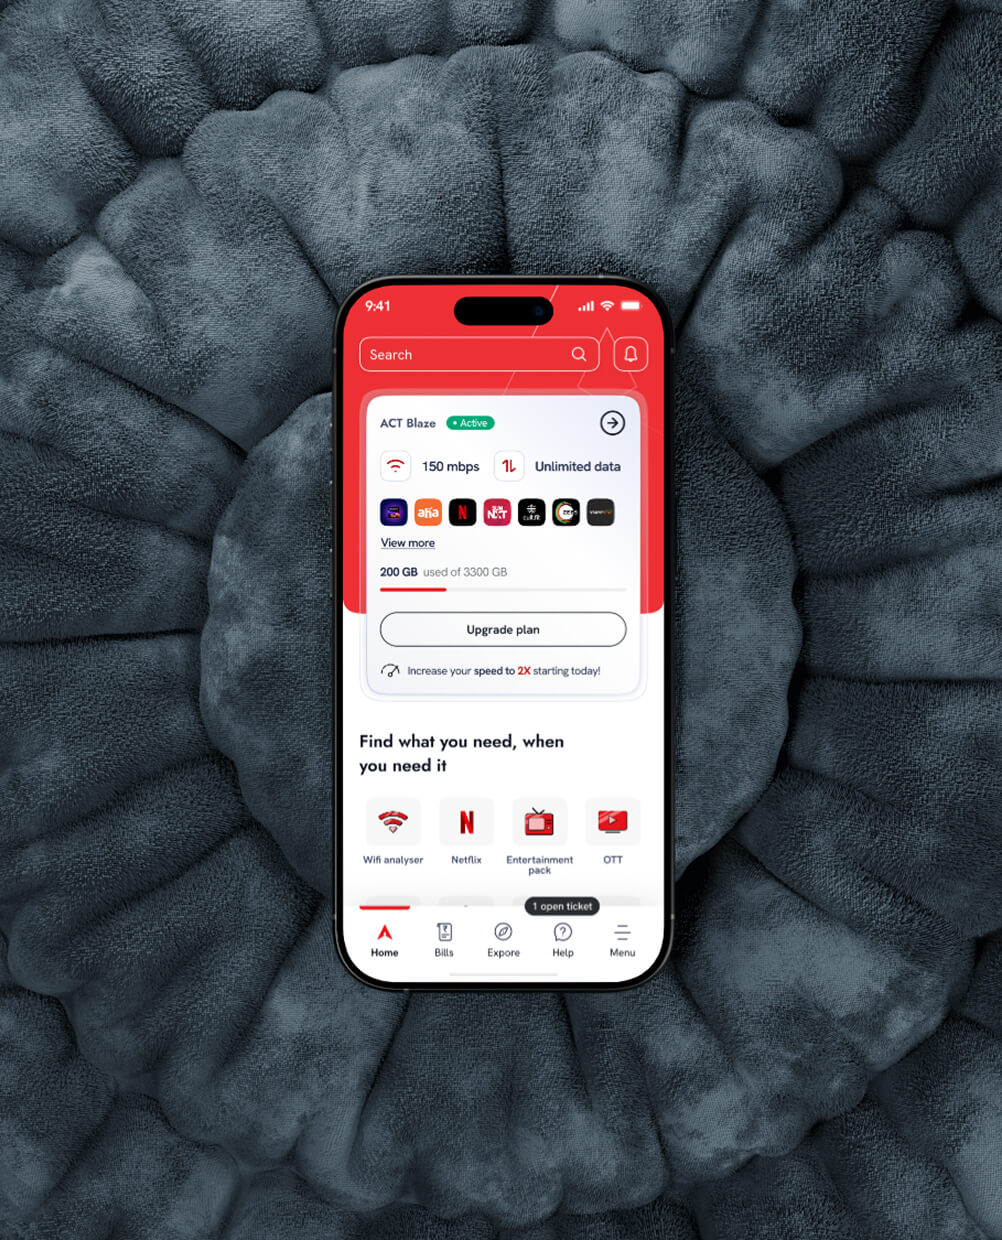 9:41
Search
ACT Blaze
Active
150 mbps
Unlimited data
aha
N
View more
200 GB used of 3300 GB
Upgrade plan
Increase your speed to 2X starting today!
Find what you need, when
you need it
N
Wifi analyser
Netflix
Entertainment
pack
OTT
1 open ticket
Home
Bills
Expore
Help
Menu